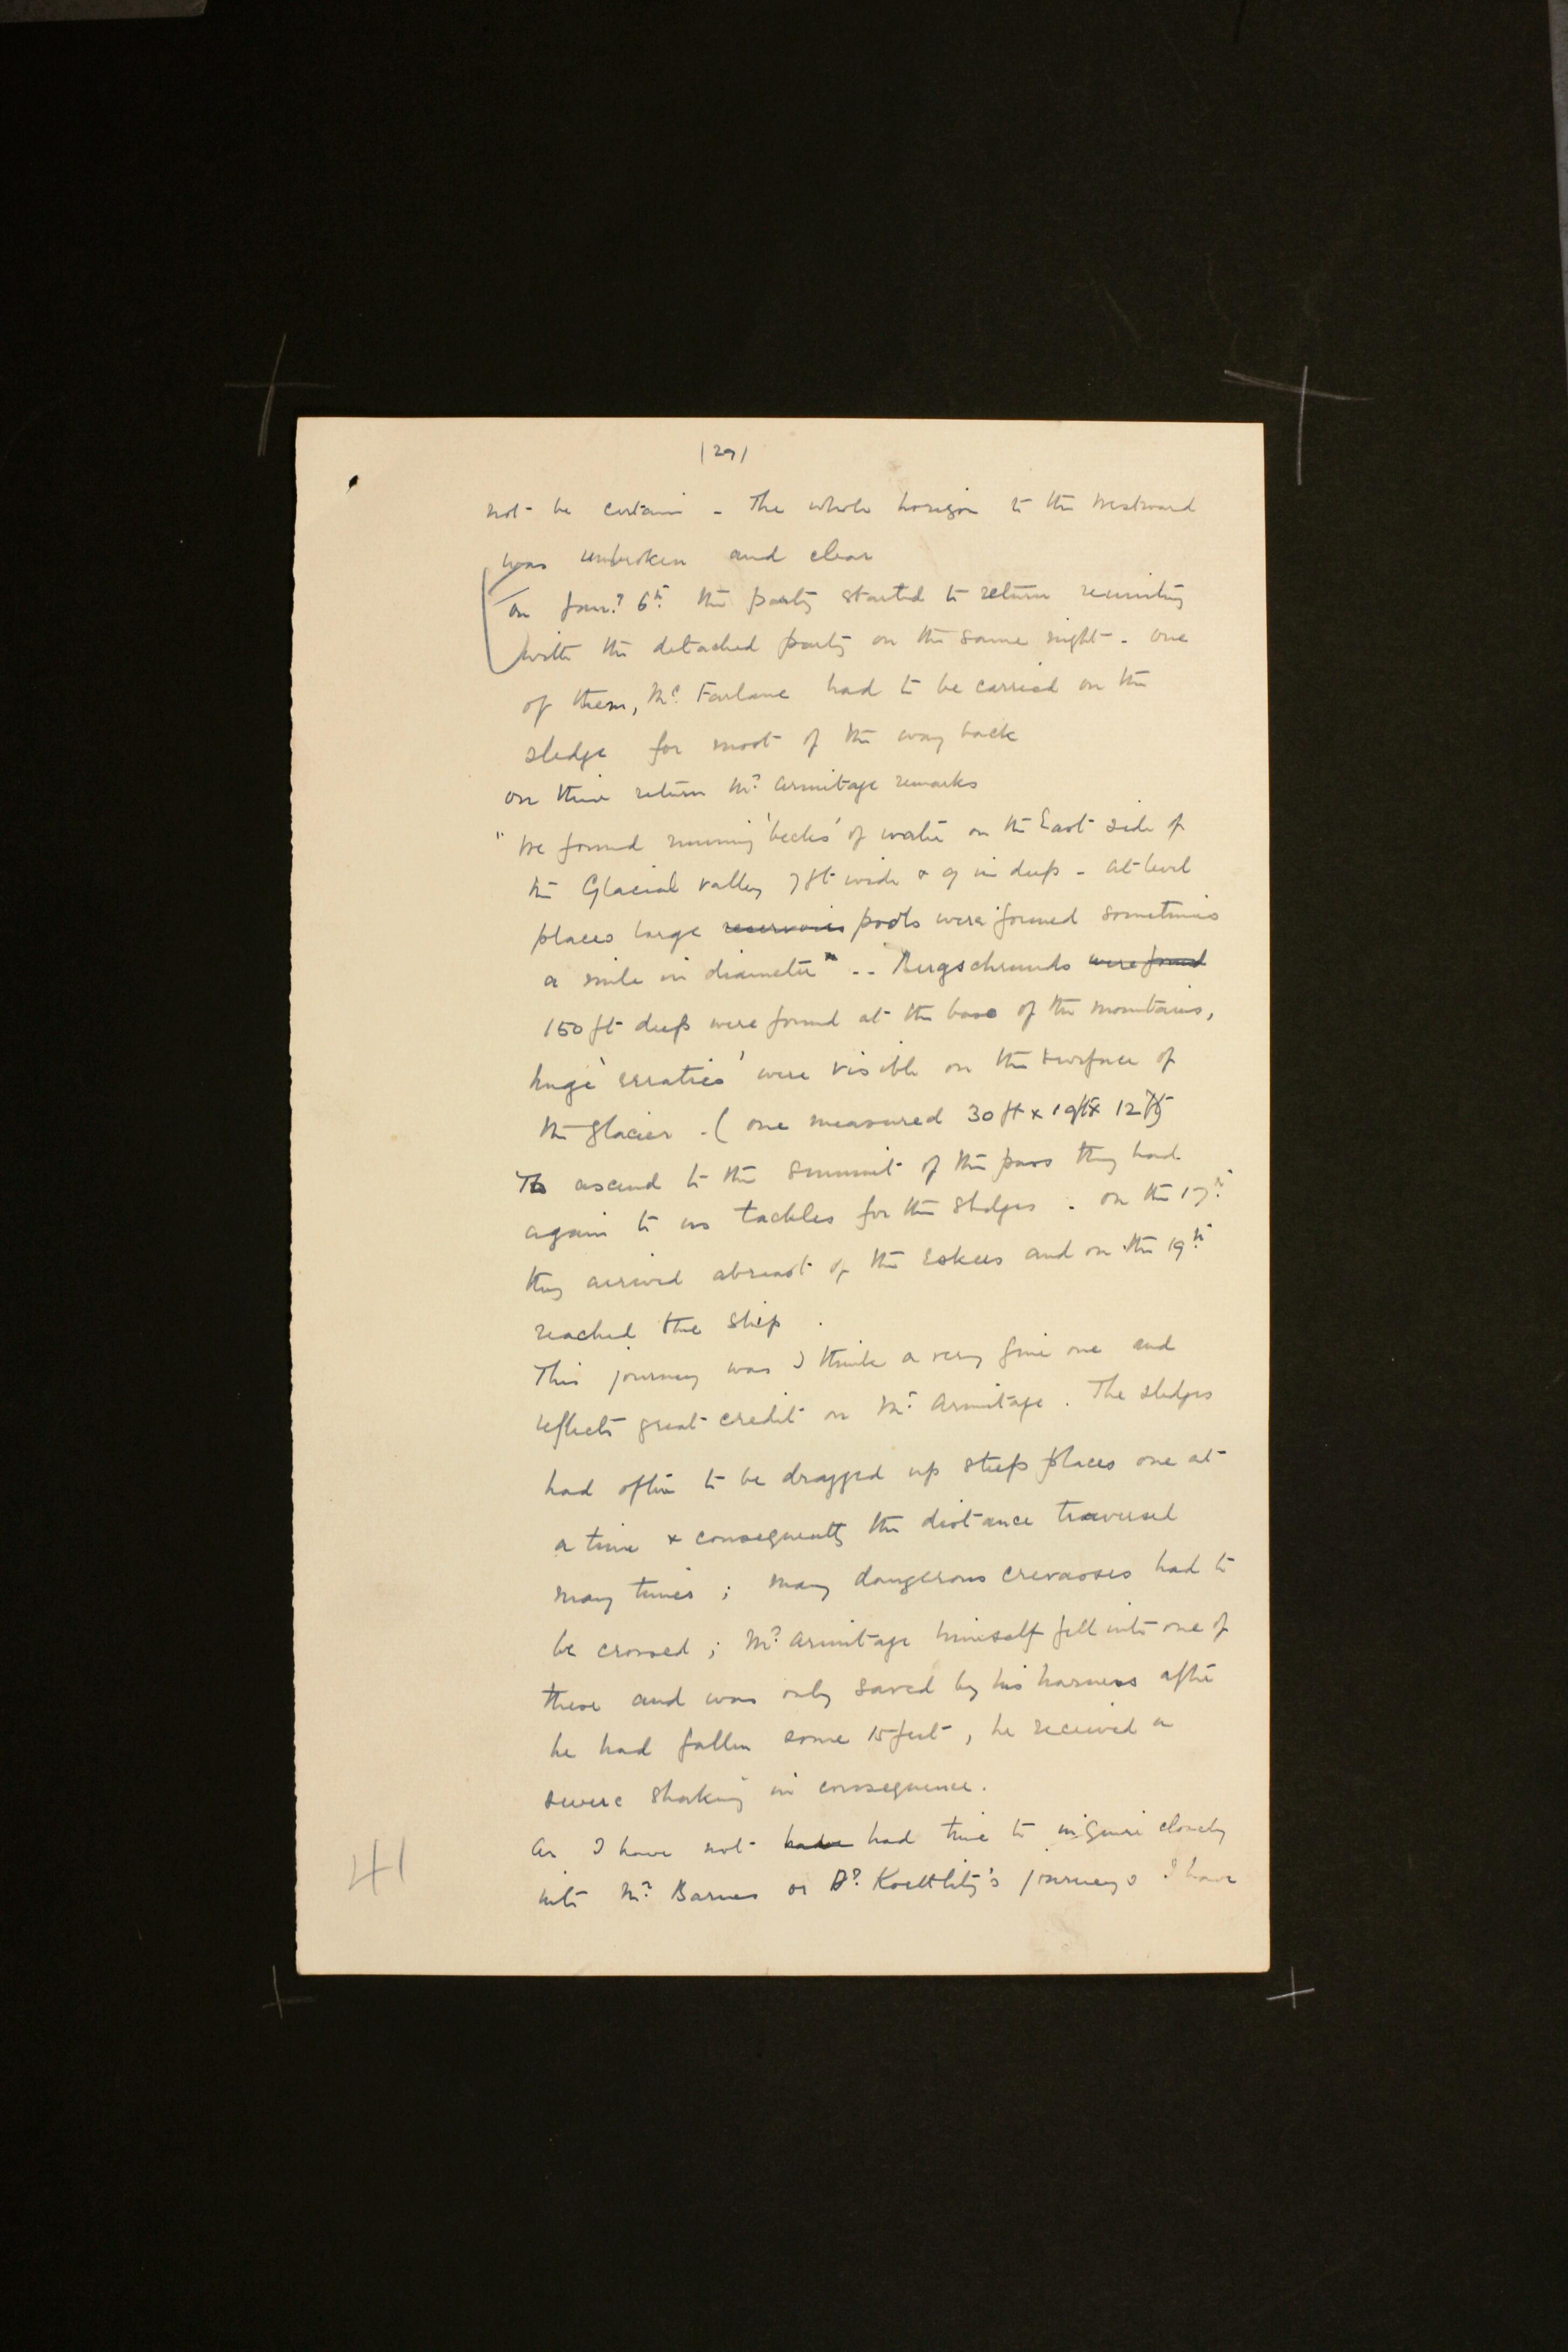 (29)
not be certain - The whole horizon to the westward
was unbroken and clear
on Jany 6th the party started to return reuniting
with the detached party on the same night - one
of them, Mc Farlane had to be carried on the
sledge for most of the way back
on their return Mr Armitage remarks
"We found running 'becks' of water on the East side of
the Glacial valley 7 ft wide & 9 in deep - at level
places large reservoirs pools were formed sometimes
a mile in diameter" -- Bergschrunds were found
150 ft deep were found at the base of the mountains,
huge 'erratics' were visible on the surface of
the glacier - (one measured 30 ft x 19 ft x 12 ft)
To ascend to the summit of the pass they had
again to use tackles for the sledges. on the 17th
they arrived abreast of the Eskers and on the 19th
reached the ship.
This journey was I think a very fine one and
reflects great credit on Mr Armitage. The sledges
had often to be dragged up steep places one at
a time & consequently the distance traversed
many times; many dangerous crevasses had to
be crossed; Mr Armitage himself fell into one of
these and was only saved by his harness after
he had fallen some 15 feet, he received a
severe shaking in consequence.
As I have not have had time to inquire closely
into Mr Barnes or Dr Koettlitz's journeys I have
41